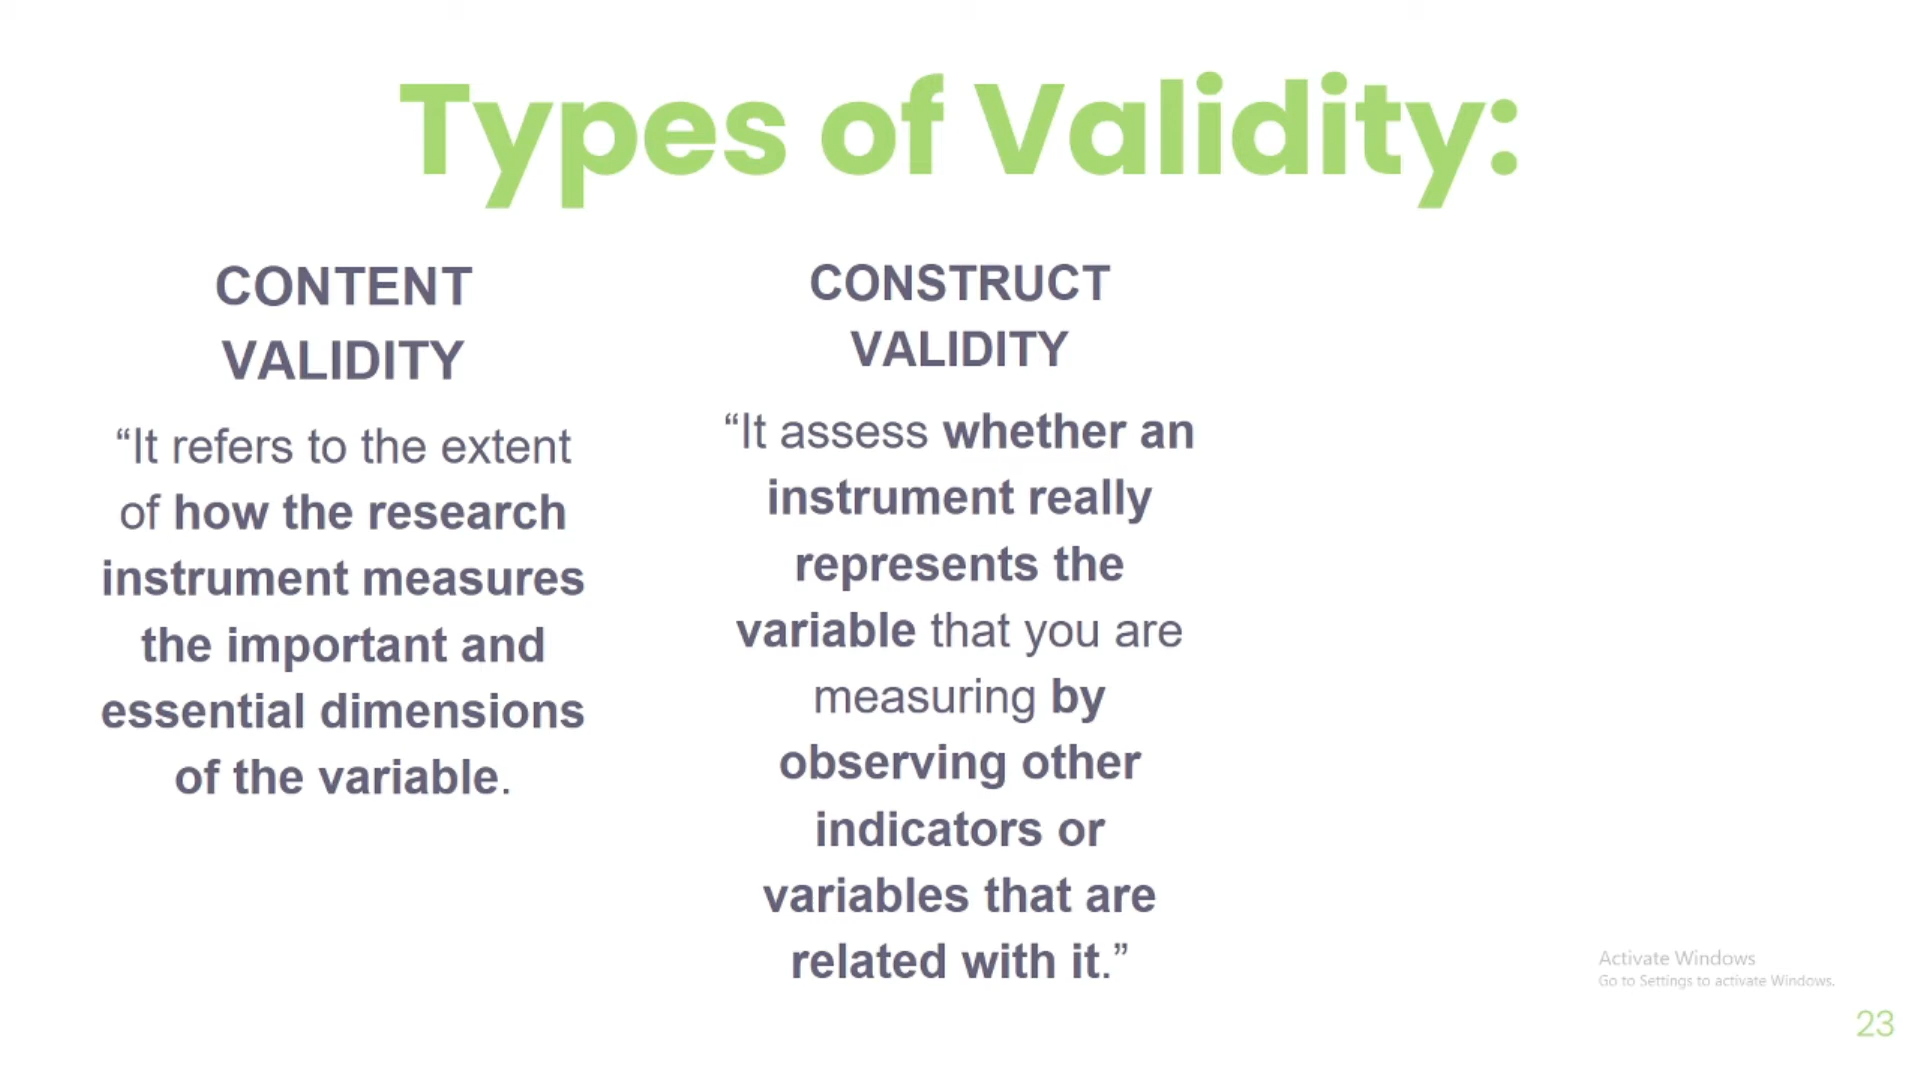 Types of Validity:
CONTENT
VALIDITY
“It refers to the extent
of how the research
instrument measures
the important and
essential dimensions
of the variable.
CONSTRUCT
VALIDITY
“It assess whether an
instrument really
represents the
variable that you are
measuring by
observing other
indicators or
variables that are
related with it.”
Activate Windows
Go to Settings to activate Windows.
23